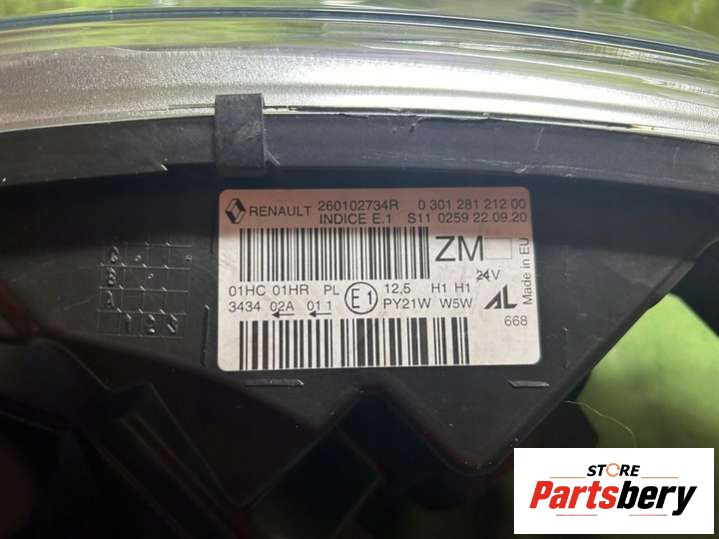 RENAULT 260102734R 0 301 281 212 00
INDICE E.1 S11 0259 22.09.20
ZM
24V
Made in EU
01HC 01HR PL E1 12,5 H1 H1
3434 02A 01 1 PY21W W5W AL
668
C
B
A
1 2 3
STORE
Partsbery